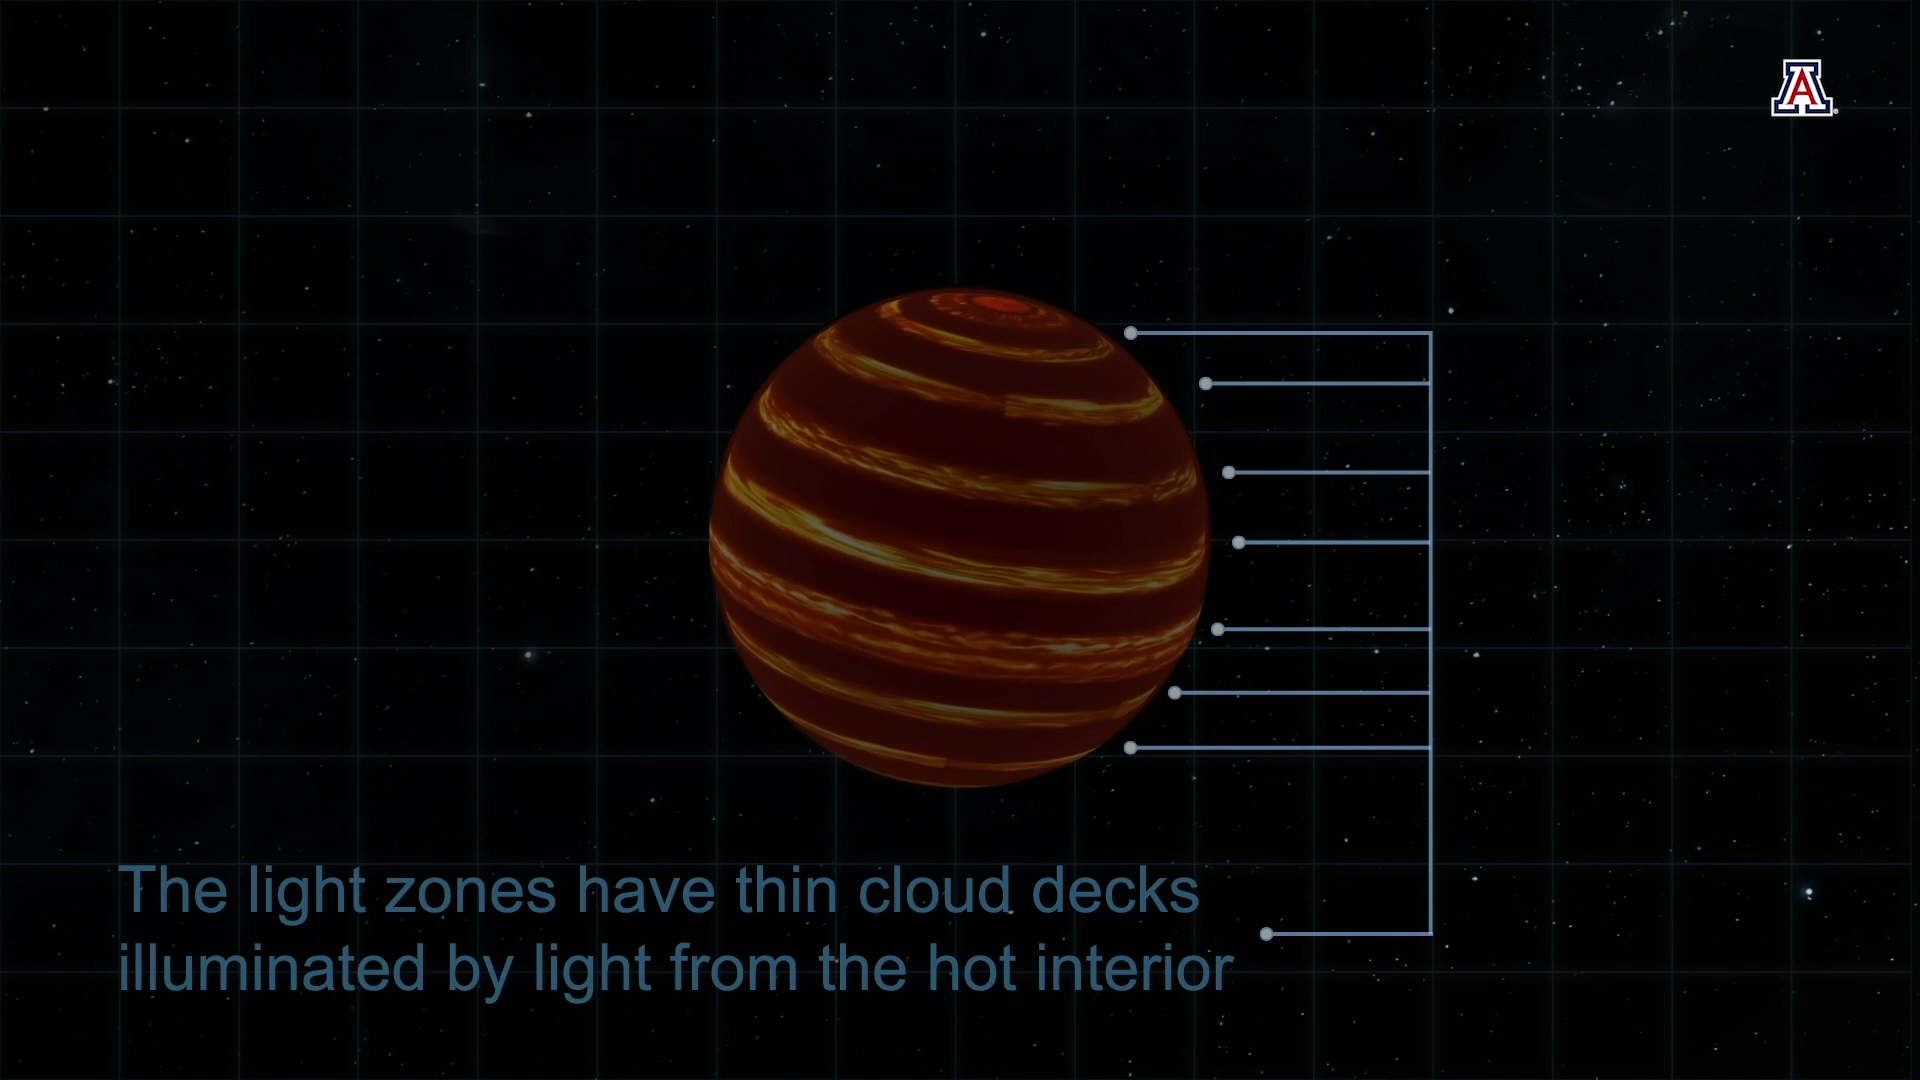 A
The light zones have thin cloud decks
illuminated by light from the hot interior